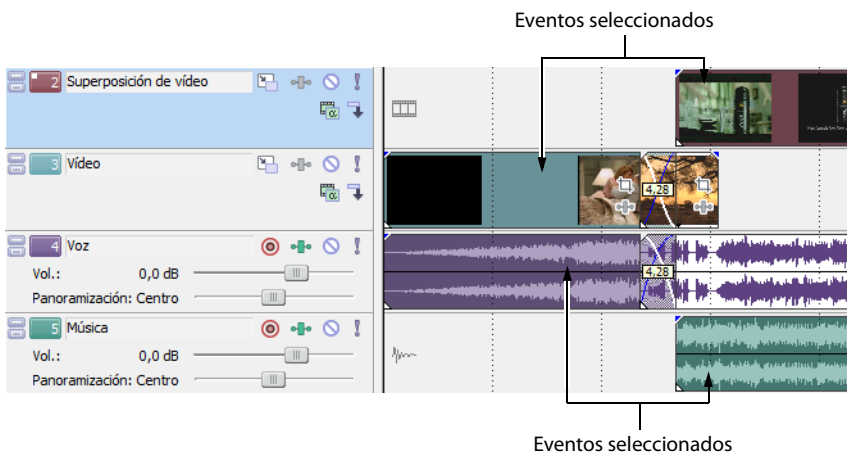 Eventos seleccionados
2 Superposición de vídeo
3 Vídeo
4,28
4 Voz
Vol.: 0,0 dB
4,28
Panoramización: Centro
5 Música
Vol.: 0,0 dB
Panoramización: Centro
Eventos seleccionados